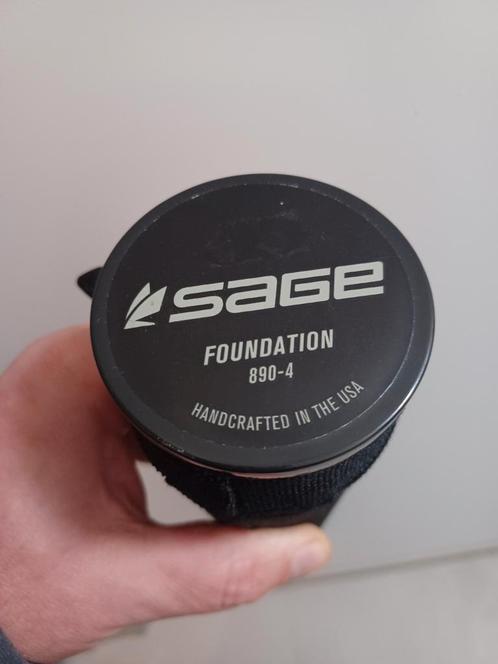 SAGE
FOUNDATION
890-4
HANDCRAFTED IN THE USA